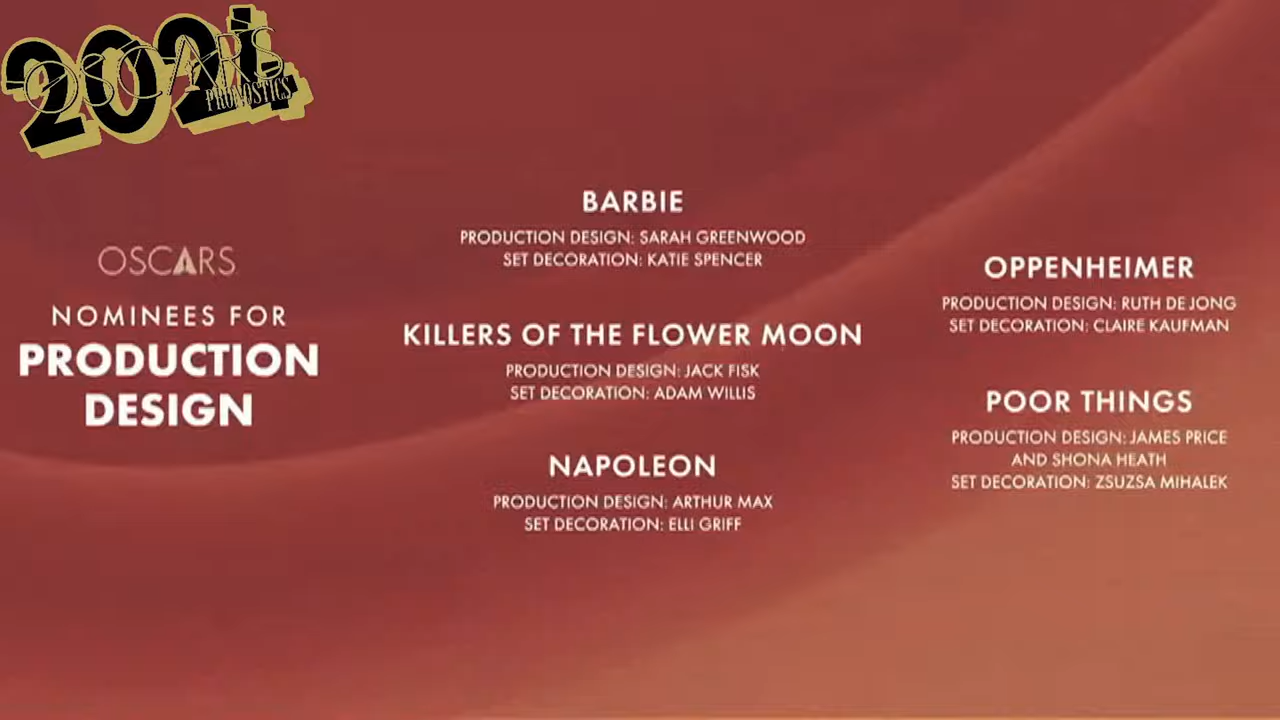 2024
OSCARS
PRONOSTICS
OSCARS
NOMINEES FOR
PRODUCTION
DESIGN
BARBIE
PRODUCTION DESIGN: SARAH GREENWOOD
SET DECORATION: KATIE SPENCER
KILLERS OF THE FLOWER MOON
PRODUCTION DESIGN: JACK FISK
SET DECORATION: ADAM WILLIS
NAPOLEON
PRODUCTION DESIGN: ARTHUR MAX
SET DECORATION: ELLI GRIFF
OPPENHEIMER
PRODUCTION DESIGN: RUTH DE JONG
SET DECORATION: CLAIRE KAUFMAN
POOR THINGS
PRODUCTION DESIGN: JAMES PRICE
AND SHONA HEATH
SET DECORATION: ZSUZSA MIHALEK